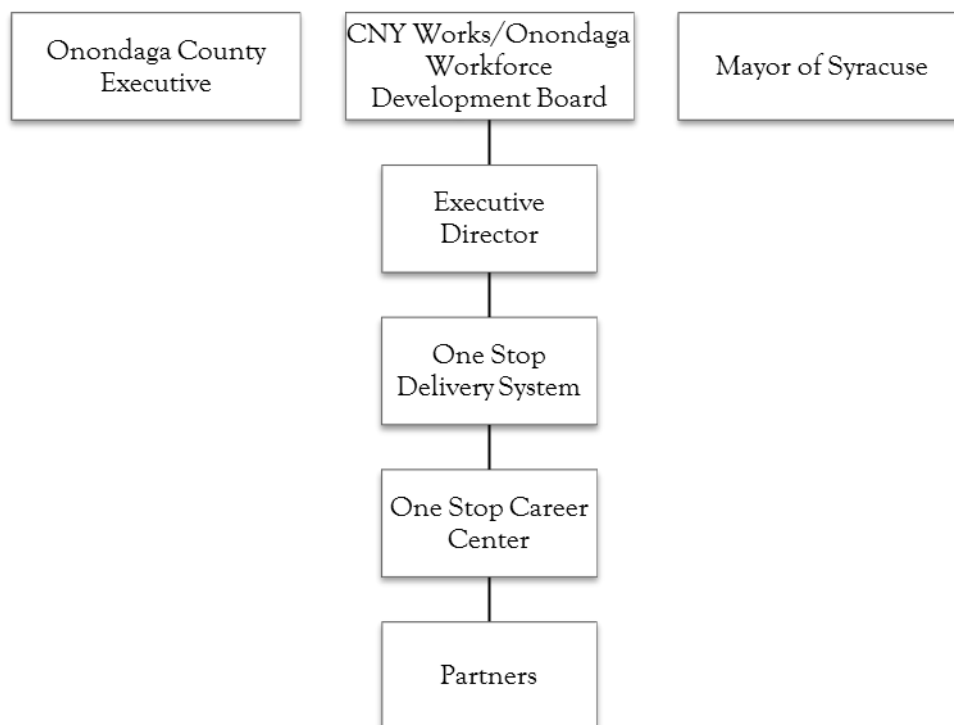 Onondaga County
Executive
CNY Works/Onondaga
Workforce
Development Board
Mayor of Syracuse
Executive
Director
One Stop
Delivery System
One Stop Career
Center
Partners